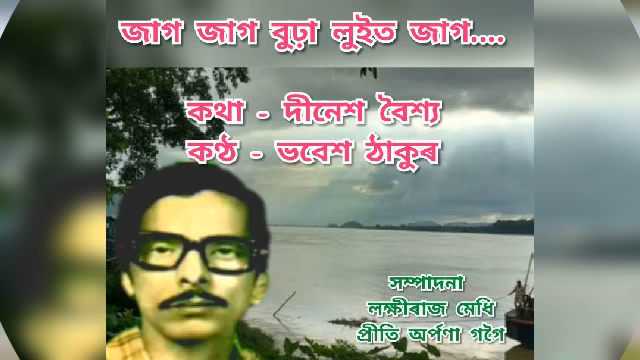 জাগ জাগ বুঢ়া লুইত জাগ....
কথা - দীনেশ বৈশ্য
কণ্ঠ - ভবেশ ঠাকুৰ
সম্পাদনা
লক্ষীৰাজ মেধি
প্ৰীতি অৰ্পণা গগৈ